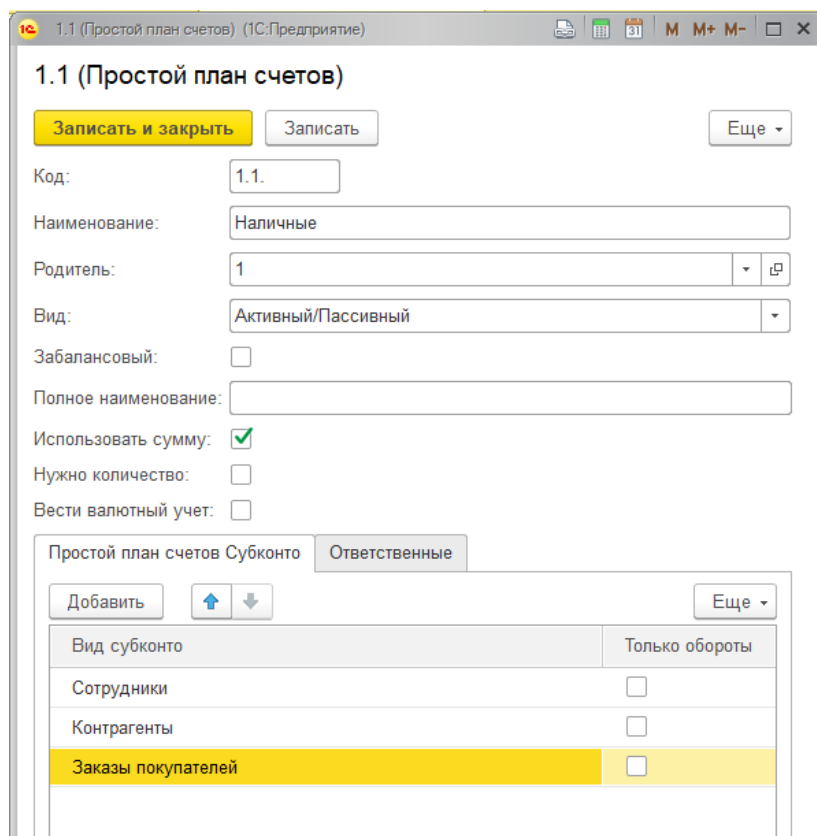 1С 1.1 (Простой план счетов) (1С:Предприятие) 31 M M+ M-
1.1 (Простой план счетов)
Записать и закрыть Записать Еще
Код: 1.1.
Наименование: Наличные
Родитель: 1
Вид: Активный/Пассивный
Забалансовый:
Полное наименование:
Использовать сумму:
Нужно количество:
Вести валютный учет:
Простой план счетов Субконто Ответственные
Добавить Еще
Вид субконто Только обороты
Сотрудники
Контрагенты
Заказы покупателей